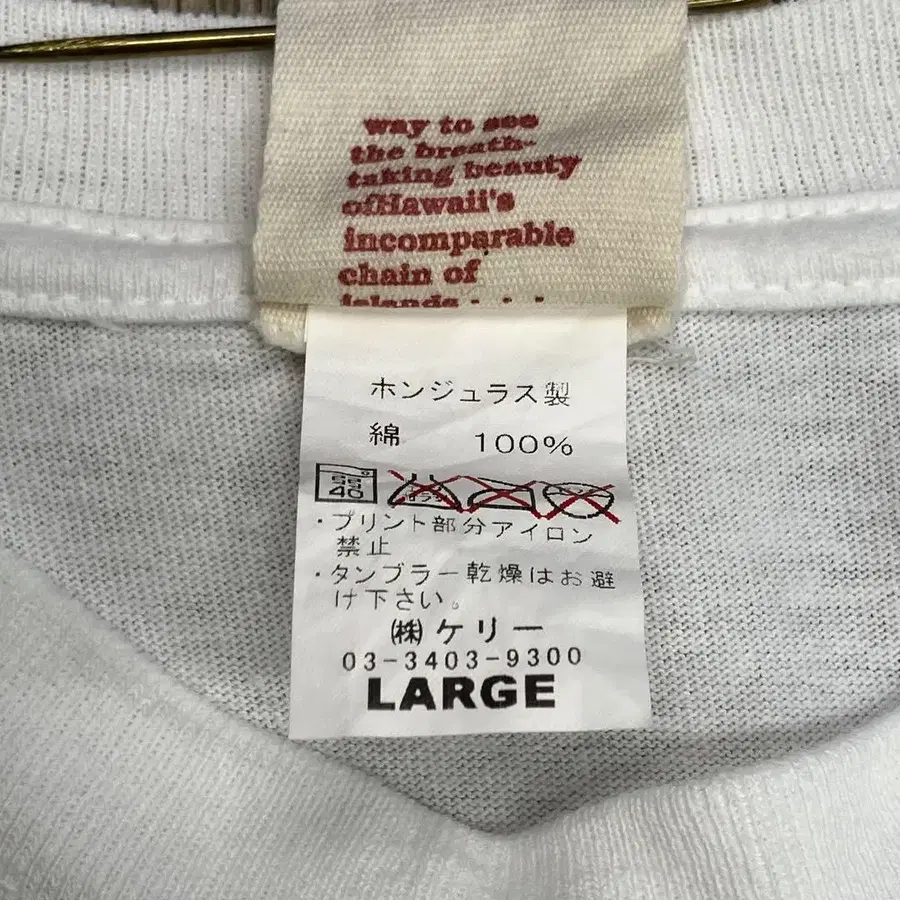 way to see
the breath-
taking beauty
ofHawaii's
incomparable
chain of
islands
ホンジュラス製
綿 100%
40
・プリント部分アイロン
禁止
・タンブラー乾燥はお避
け下さい。
㈱ケリー
03-3403-9300
LARGE